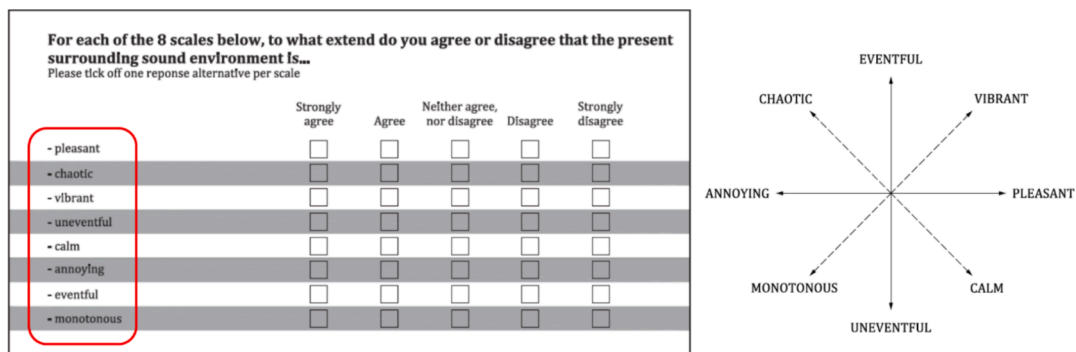 For each of the 8 scales below, to what extend do you agree or disagree that the present
surrounding sound environment is...
Please tick off one reponse alternative per scale
Strongly agree
Agree
Neither agree, nor disagree
Disagree
Strongly disagree
- pleasant
- chaotic
- vibrant
- uneventful
- calm
- annoying
- eventful
- monotonous
EVENTFUL
CHAOTIC
VIBRANT
ANNOYING
PLEASANT
MONOTONOUS
CALM
UNEVENTFUL